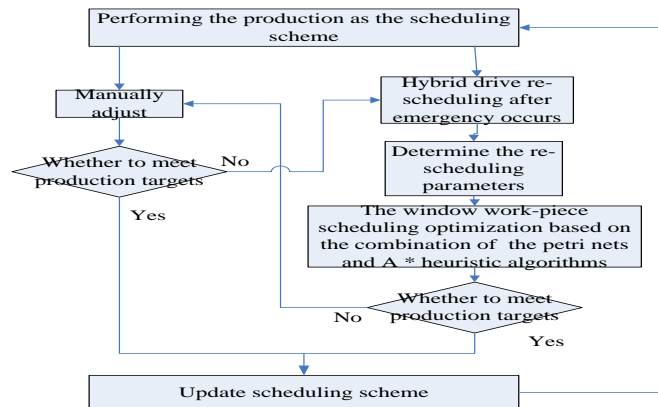 Performing the production as the scheduling
scheme
Manually
adjust
Hybrid drive re-
scheduling after
emergency occurs
Whether to meet
production targets
No
Yes
Determine the re-
scheduling
parameters
The window work-piece
scheduling optimization based on
the combination of the petri nets
and A * heuristic algorithms
Whether to meet
production targets
No
Yes
Update scheduling scheme